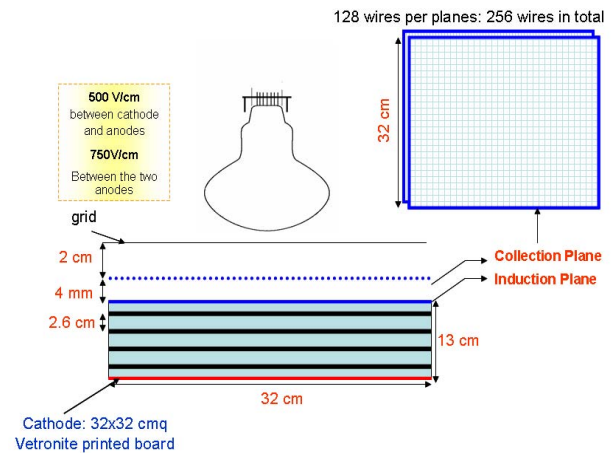 128 wires per planes: 256 wires in total
500 V/cm
between cathode
and anodes
750V/cm
Between the two
anodes
32 cm
grid
2 cm
Collection Plane
4 mm
Induction Plane
2.6 cm
13 cm
32 cm
Cathode: 32x32 cmq
Vetronite printed board